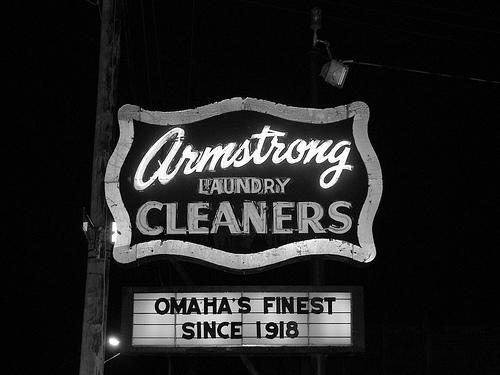 Armstrong
LAUNDRY
CLEANERS
OMAHA'S FINEST
SINCE 1918